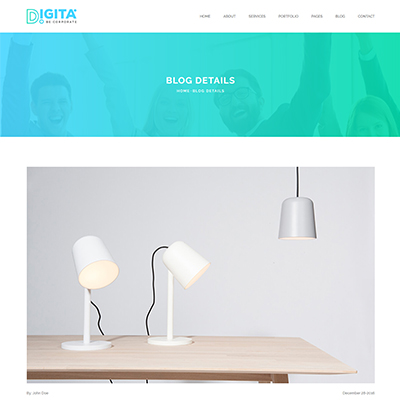 DIGITA
BE CORPORATE
HOME ABOUT SERVICES PORTFOLIO PAGES BLOG CONTACT
BLOG DETAILS
HOME- BLOG DETAILS
By: John Doe
December 28 2016